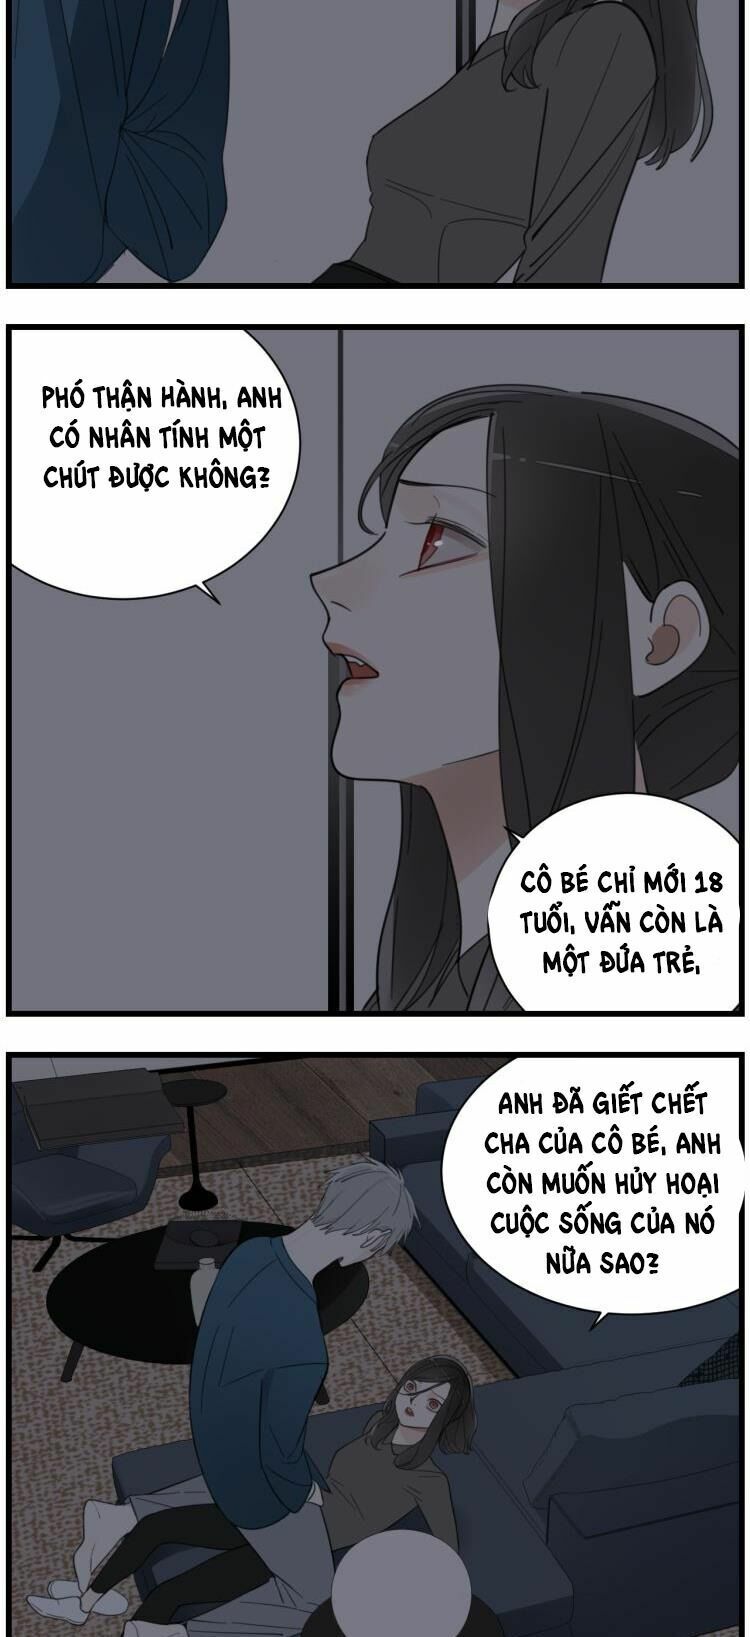 PHÓ THẬN HÀNH, ANH
CÓ NHÂN TÍNH MỘT
CHÚT ĐƯỢC KHÔNG?
CÔ BÉ CHỈ MỚI 18
TUỔI, VẪN CÒN LÀ
MỘT ĐỨA TRẺ,
ANH ĐÃ GIẾT CHẾT
CHA CỦA CÔ BÉ, ANH
CÒN MUỐN HỦY HOẠI
CUỘC SỐNG CỦA NÓ
NỮA SAO?